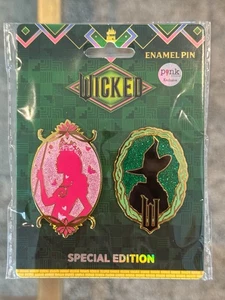 ENAMEL PIN
WICKED
pink
W
SPECIAL EDITION